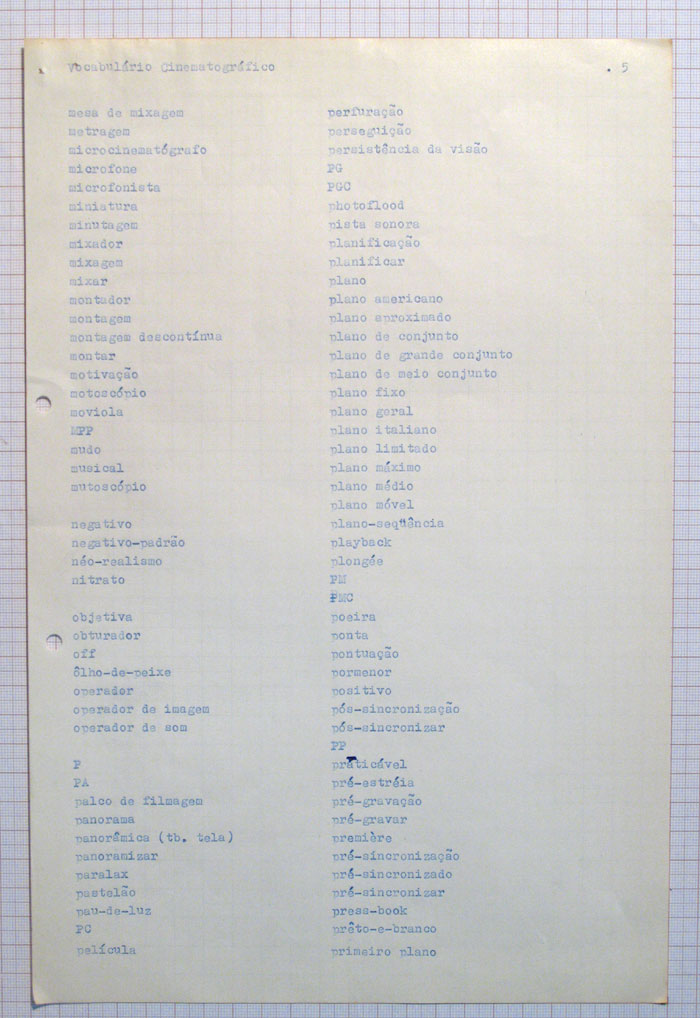 Vocabulário Cinematográfico . 5
mesa de mixagem
metragem
microcinematógrafo
microfone
microfonista
miniatura
minutagem
mixador
mixagem
mixar
montador
montagem
montagem descontínua
montar
motivação
motoscópio
moviola
MPP
mudo
musical
mutoscópio
negativo
negativo-padrão
néo-realismo
nitrato
objetiva
obturador
off
ôlho-de-peixe
operador
operador de imagem
operador de som
P
PA
palco de filmagem
panorama
panorâmica (tb. tela)
panoramizar
paralax
pastelão
pau-de-luz
PC
película
perfuração
perseguição
persistência da visão
PG
PGC
photoflood
pista sonora
planificação
planificar
plano
plano americano
plano aproximado
plano de conjunto
plano de grande conjunto
plano de meio conjunto
plano fixo
plano geral
plano italiano
plano limitado
plano máximo
plano médio
plano móvel
plano-seqüência
playback
plongée
PM
PMC
poeira
ponta
pontuação
pormenor
positivo
pós-sincronização
pós-sincronizar
PP
praticável
pré-estréia
pré-gravação
pré-gravar
première
pré-sincronização
pré-sincronizado
pré-sincronizar
press-book
prêto-e-branco
primeiro plano